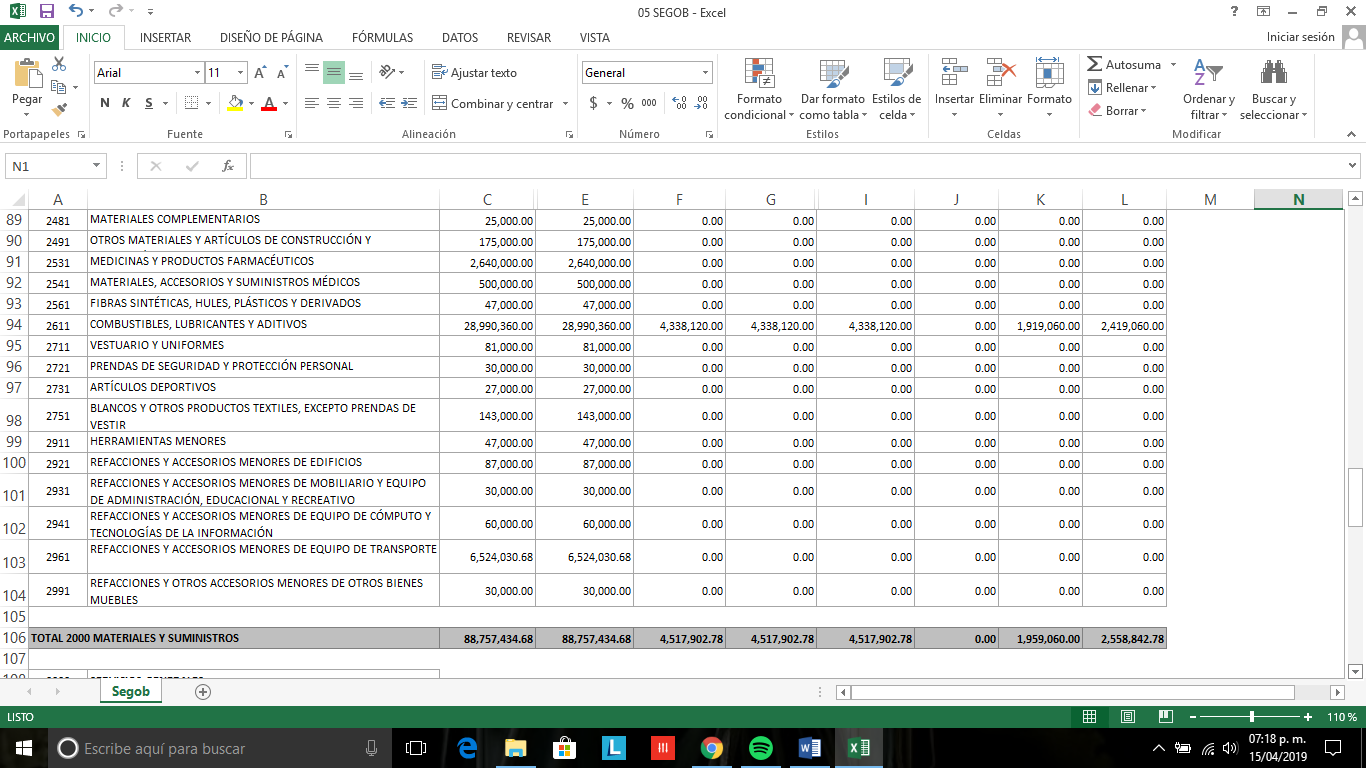 05 SEGOB - Excel
ARCHIVO INICIO INSERTAR DISEÑO DE PÁGINA FÓRMULAS DATOS REVISAR VISTA Iniciar sesión
Pegar
Portapapeles
Arial 11
N K S
Fuente
Ajustar texto
Combinar y centrar
Alineación
General
$ % 000
Número
Formato condicional
Dar formato como tabla
Estilos de celda
Estilos
Insertar Eliminar Formato
Celdas
Autosuma
Rellenar
Borrar
Ordenar y filtrar
Buscar y seleccionar
Modificar
N1 fx
A B C E F G I J K L M N
89 2481 MATERIALES COMPLEMENTARIOS 25,000.00 25,000.00 0.00 0.00 0.00 0.00 0.00 0.00
90 2491 OTROS MATERIALES Y ARTÍCULOS DE CONSTRUCCIÓN Y 175,000.00 175,000.00 0.00 0.00 0.00 0.00 0.00 0.00
91 2531 MEDICINAS Y PRODUCTOS FARMACÉUTICOS 2,640,000.00 2,640,000.00 0.00 0.00 0.00 0.00 0.00 0.00
92 2541 MATERIALES, ACCESORIOS Y SUMINISTROS MÉDICOS 500,000.00 500,000.00 0.00 0.00 0.00 0.00 0.00 0.00
93 2561 FIBRAS SINTÉTICAS, HULES, PLÁSTICOS Y DERIVADOS 47,000.00 47,000.00 0.00 0.00 0.00 0.00 0.00 0.00
94 2611 COMBUSTIBLES, LUBRICANTES Y ADITIVOS 28,990,360.00 28,990,360.00 4,338,120.00 4,338,120.00 4,338,120.00 0.00 1,919,060.00 2,419,060.00
95 2711 VESTUARIO Y UNIFORMES 81,000.00 81,000.00 0.00 0.00 0.00 0.00 0.00 0.00
96 2721 PRENDAS DE SEGURIDAD Y PROTECCIÓN PERSONAL 30,000.00 30,000.00 0.00 0.00 0.00 0.00 0.00 0.00
97 2731 ARTÍCULOS DEPORTIVOS 27,000.00 27,000.00 0.00 0.00 0.00 0.00 0.00 0.00
98 2751 BLANCOS Y OTROS PRODUCTOS TEXTILES, EXCEPTO PRENDAS DE
VESTIR 143,000.00 143,000.00 0.00 0.00 0.00 0.00 0.00 0.00
99 2911 HERRAMIENTAS MENORES 47,000.00 47,000.00 0.00 0.00 0.00 0.00 0.00 0.00
100 2921 REFACCIONES Y ACCESORIOS MENORES DE EDIFICIOS 87,000.00 87,000.00 0.00 0.00 0.00 0.00 0.00 0.00
101 2931 REFACCIONES Y ACCESORIOS MENORES DE MOBILIARIO Y EQUIPO
DE ADMINISTRACIÓN, EDUCACIONAL Y RECREATIVO 30,000.00 30,000.00 0.00 0.00 0.00 0.00 0.00 0.00
102 2941 REFACCIONES Y ACCESORIOS MENORES DE EQUIPO DE CÓMPUTO Y
TECNOLOGÍAS DE LA INFORMACIÓN 60,000.00 60,000.00 0.00 0.00 0.00 0.00 0.00 0.00
103 2961 REFACCIONES Y ACCESORIOS MENORES DE EQUIPO DE TRANSPORTE 6,524,030.68 6,524,030.68 0.00 0.00 0.00 0.00 0.00 0.00
104 2991 REFACCIONES Y OTROS ACCESORIOS MENORES DE OTROS BIENES
MUEBLES 30,000.00 30,000.00 0.00 0.00 0.00 0.00 0.00 0.00
105
106 TOTAL 2000 MATERIALES Y SUMINISTROS 88,757,434.68 88,757,434.68 4,517,902.78 4,517,902.78 4,517,902.78 0.00 1,959,060.00 2,558,842.78
107
Segob
LISTO 110 %
Escribe aquí para buscar
07:18 p. m.
15/04/2019